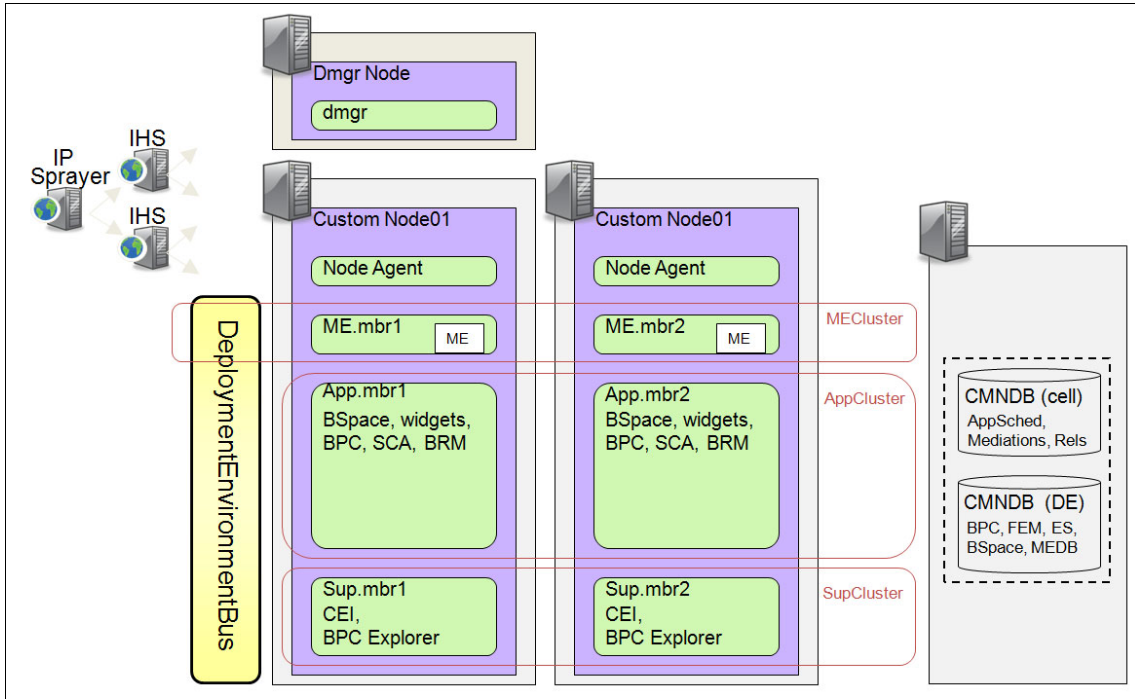 Dmgr Node
dmgr
IHS
IP
Sprayer
IHS
Custom Node01
Node Agent
ME.mbr1
ME
App.mbr1
BSpace, widgets,
BPC, SCA, BRM
Sup.mbr1
CEI,
BPC Explorer
Custom Node01
Node Agent
ME.mbr2
ME
App.mbr2
BSpace, widgets,
BPC, SCA, BRM
Sup.mbr2
CEI,
BPC Explorer
DeploymentEnvironmentBus
MECluster
AppCluster
SupCluster
CMNDB (cell)
AppSched,
Mediations, Rels
CMNDB (DE)
BPC, FEM, ES,
BSpace, MEDB